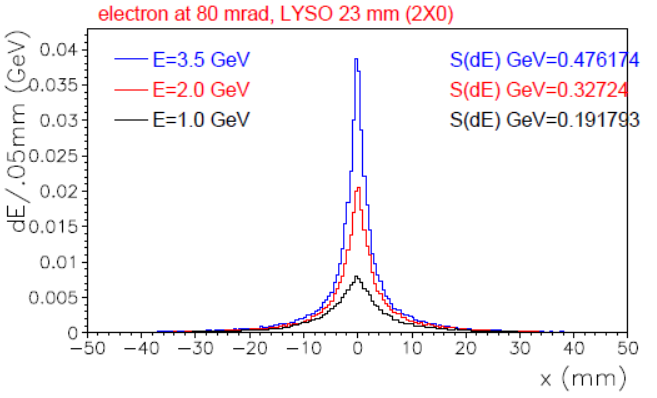 electron at 80 mrad, LYSO 23 mm (2X0)
dE/.05mm (GeV)
0.04
0.035
0.03
0.025
0.02
0.015
0.01
0.005
0
E=3.5 GeV S(dE) GeV=0.476174
E=2.0 GeV S(dE) GeV=0.32724
E=1.0 GeV S(dE) GeV=0.191793
−50 −40 −30 −20 −10 0 10 20 30 40 50
x (mm)